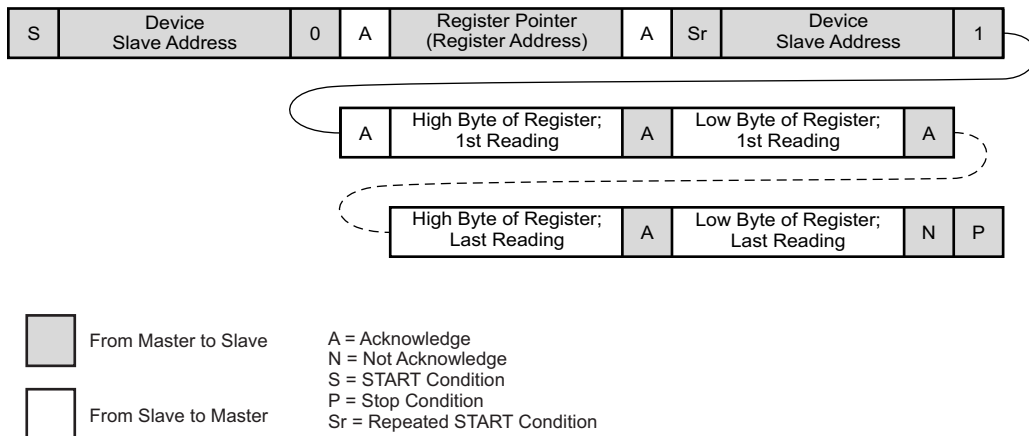 S
Device
Slave Address
0
A
Register Pointer
(Register Address)
A
Sr
Device
Slave Address
1
A
High Byte of Register;
1st Reading
A
Low Byte of Register;
1st Reading
A
High Byte of Register;
Last Reading
A
Low Byte of Register;
Last Reading
N
P
From Master to Slave
From Slave to Master
A = Acknowledge
N = Not Acknowledge
S = START Condition
P = Stop Condition
Sr = Repeated START Condition